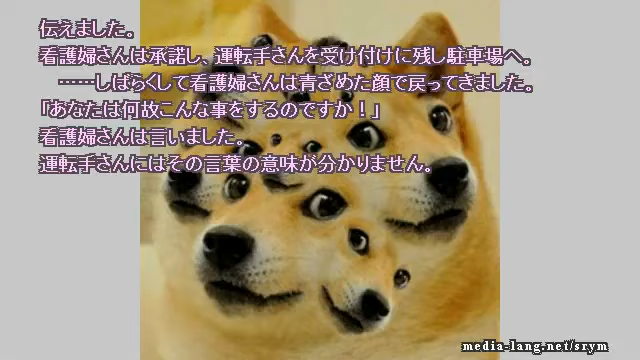 伝えました。
看護婦さんは承諾し、運転手さんを受け付けに残し駐車場へ。
……しばらくして看護婦さんは青ざめた顔で戻ってきました。
「あなたは何故こんな事をするのですか！」
看護婦さんは言いました。
運転手さんにはその言葉の意味が分かりません。
media-lang.net/srym